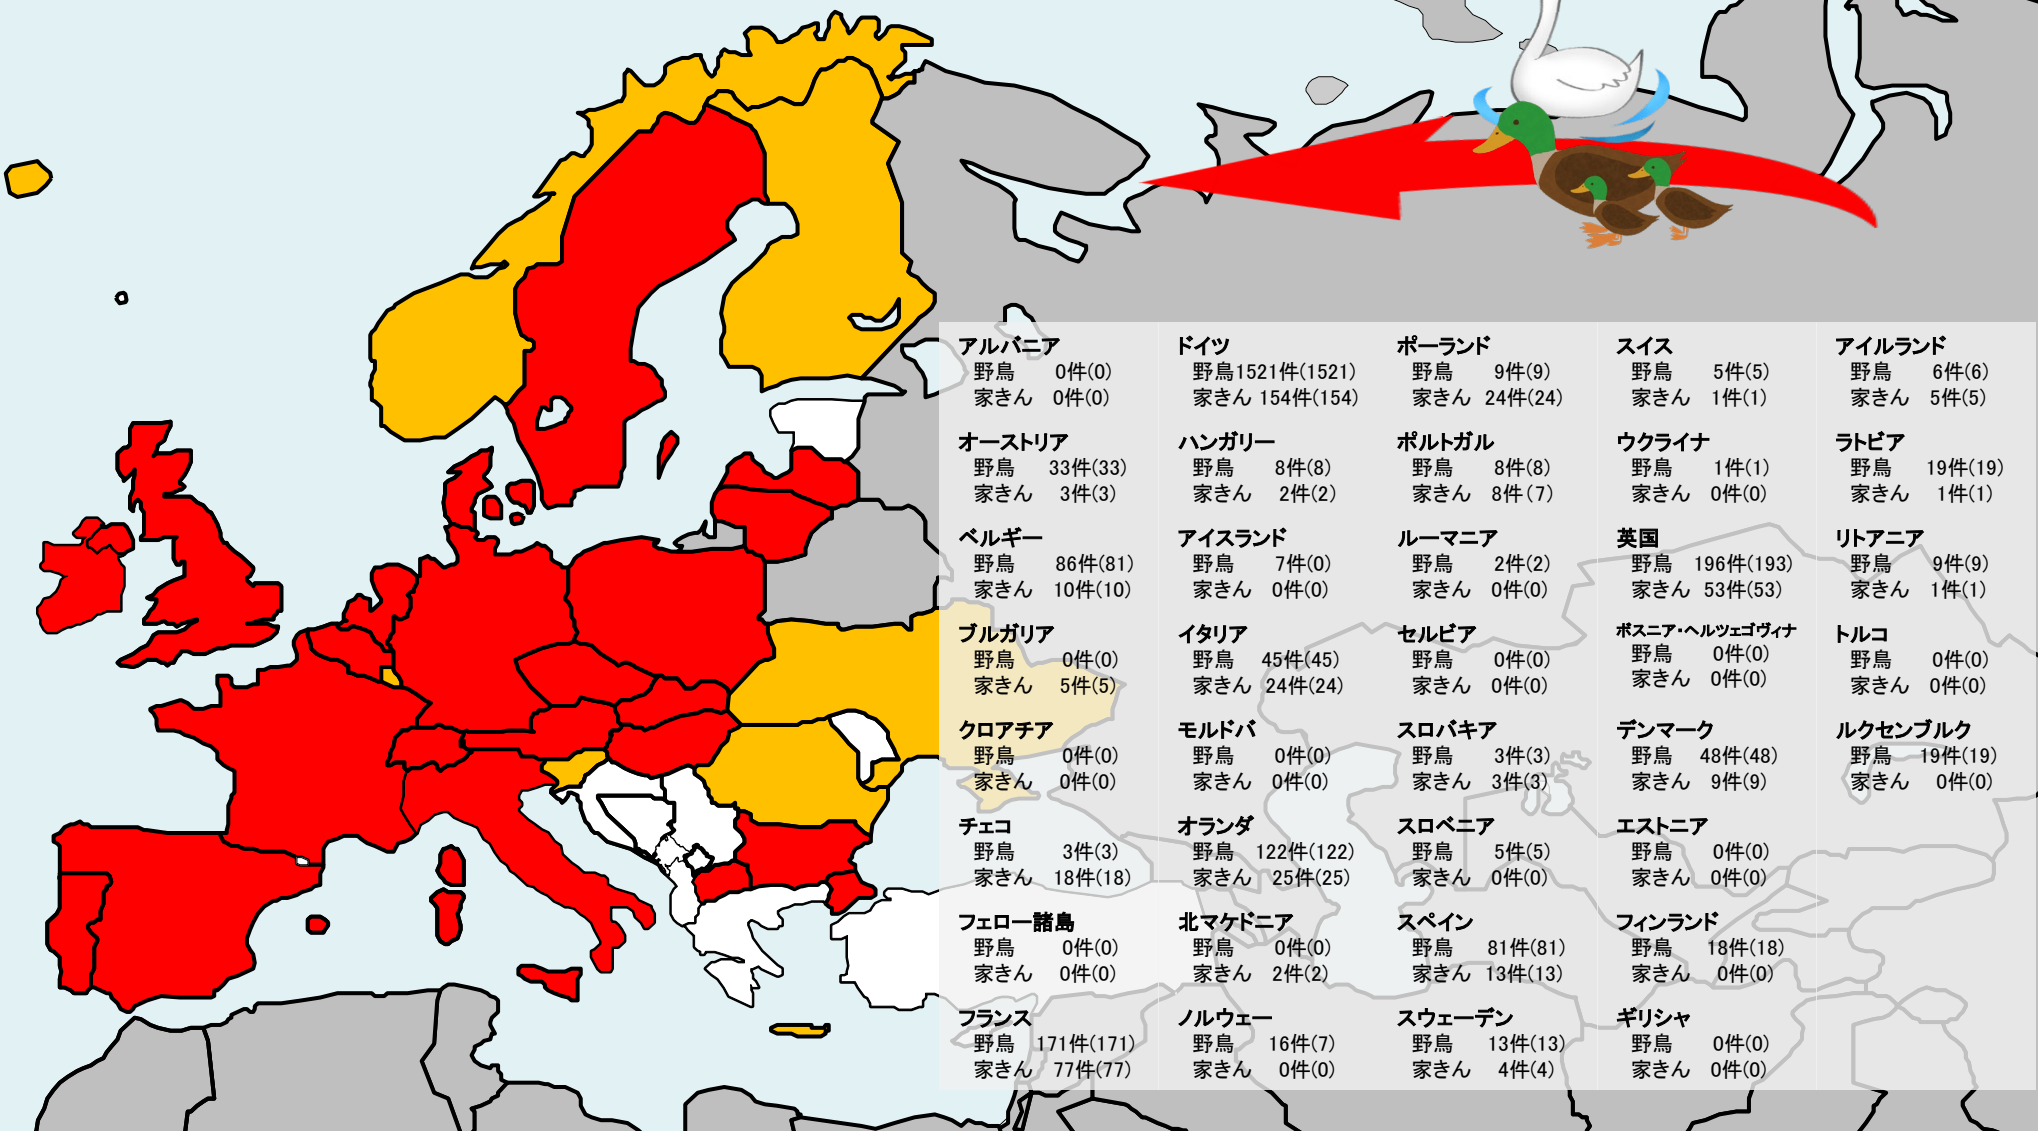 アルバニア
野鳥 0件(0)
家きん 0件(0)
オーストリア
野鳥 33件(33)
家きん 3件(3)
ベルギー
野鳥 86件(81)
家きん 10件(10)
ブルガリア
野鳥 0件(0)
家きん 5件(5)
クロアチア
野鳥 0件(0)
家きん 0件(0)
チェコ
野鳥 3件(3)
家きん 18件(18)
フェロー諸島
野鳥 0件(0)
家きん 0件(0)
フランス
野鳥 171件(171)
家きん 77件(77)
ドイツ
野鳥1521件(1521)
家きん 154件(154)
ハンガリー
野鳥 8件(8)
家きん 2件(2)
アイスランド
野鳥 7件(0)
家きん 0件(0)
イタリア
野鳥 45件(45)
家きん 24件(24)
モルドバ
野鳥 0件(0)
家きん 0件(0)
オランダ
野鳥 122件(122)
家きん 25件(25)
北マケドニア
野鳥 0件(0)
家きん 2件(2)
ノルウェー
野鳥 16件(7)
家きん 0件(0)
ポーランド
野鳥 9件(9)
家きん 24件(24)
ポルトガル
野鳥 8件(8)
家きん 8件(7)
ルーマニア
野鳥 2件(2)
家きん 0件(0)
セルビア
野鳥 0件(0)
家きん 0件(0)
スロバキア
野鳥 3件(3)
家きん 3件(3)
スロベニア
野鳥 5件(5)
家きん 0件(0)
スペイン
野鳥 81件(81)
家きん 13件(13)
スウェーデン
野鳥 13件(13)
家きん 4件(4)
スイス
野鳥 5件(5)
家きん 1件(1)
ウクライナ
野鳥 1件(1)
家きん 0件(0)
英国
野鳥 196件(193)
家きん 53件(53)
ボスニア・ヘルツェゴヴィナ
野鳥 0件(0)
家きん 0件(0)
デンマーク
野鳥 48件(48)
家きん 9件(9)
エストニア
野鳥 0件(0)
家きん 0件(0)
フィンランド
野鳥 18件(18)
家きん 0件(0)
ギリシャ
野鳥 0件(0)
家きん 0件(0)
アイルランド
野鳥 6件(6)
家きん 5件(5)
ラトビア
野鳥 19件(19)
家きん 1件(1)
リトアニア
野鳥 9件(9)
家きん 1件(1)
トルコ
野鳥 0件(0)
家きん 0件(0)
ルクセンブルク
野鳥 19件(19)
家きん 0件(0)